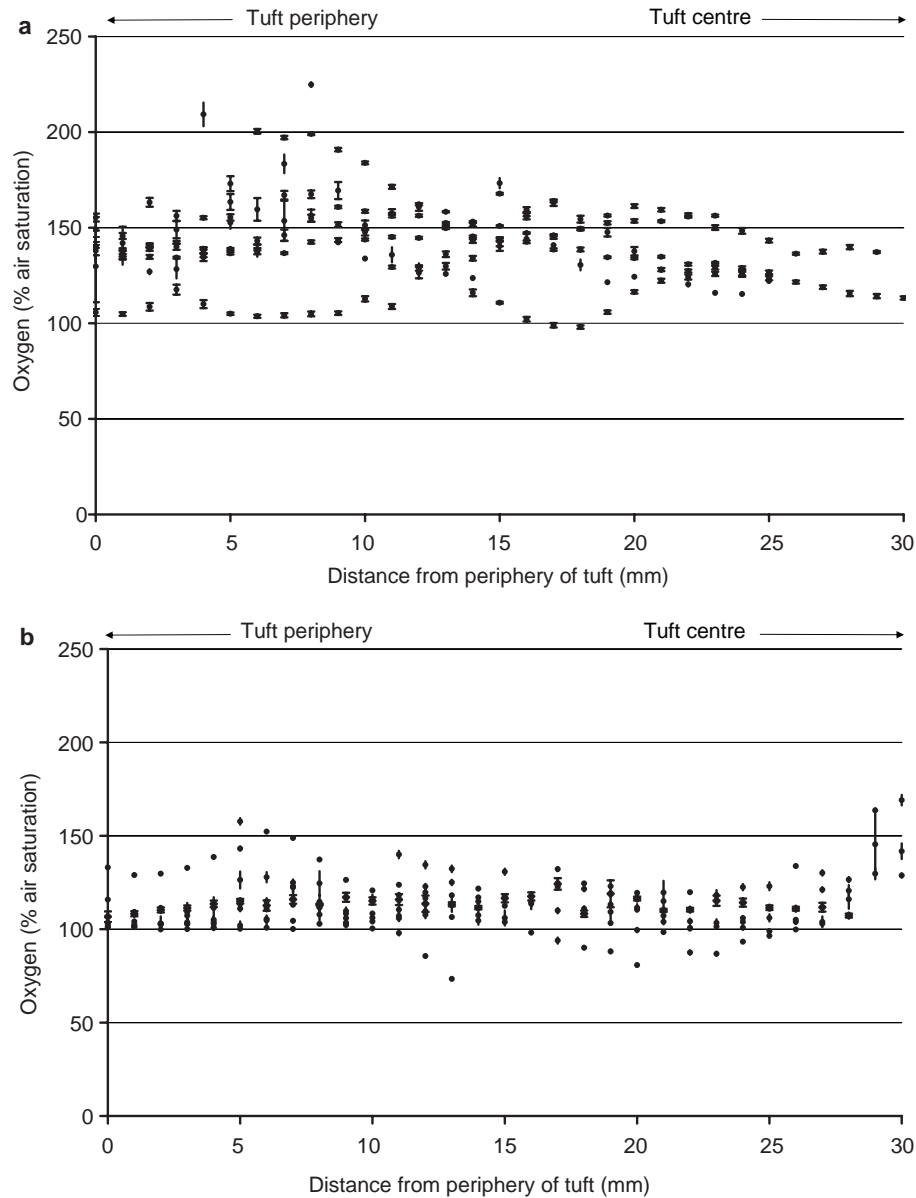 a
Tuft periphery Tuft centre
250
200
150
100
50
0
Oxygen (% air saturation)
0 5 10 15 20 25 30
Distance from periphery of tuft (mm)
b
Tuft periphery Tuft centre
250
200
150
100
50
0
Oxygen (% air saturation)
0 5 10 15 20 25 30
Distance from periphery of tuft (mm)